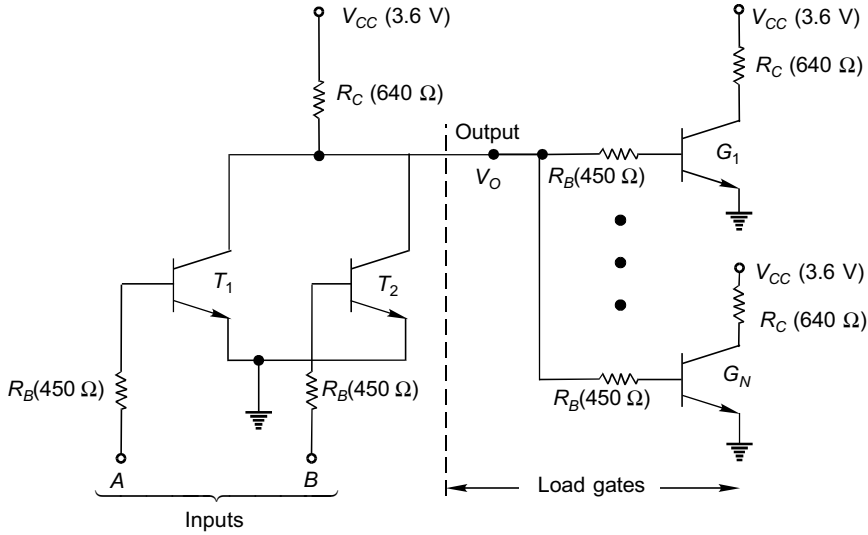 V_CC (3.6 V)
R_C (640 Ω)
V_CC (3.6 V)
R_C (640 Ω)
Output
V_O
R_B(450 Ω)
G_1
T_1
T_2
V_CC (3.6 V)
R_C (640 Ω)
R_B(450 Ω)
R_B(450 Ω)
R_B(450 Ω)
G_N
A
B
Load gates
Inputs